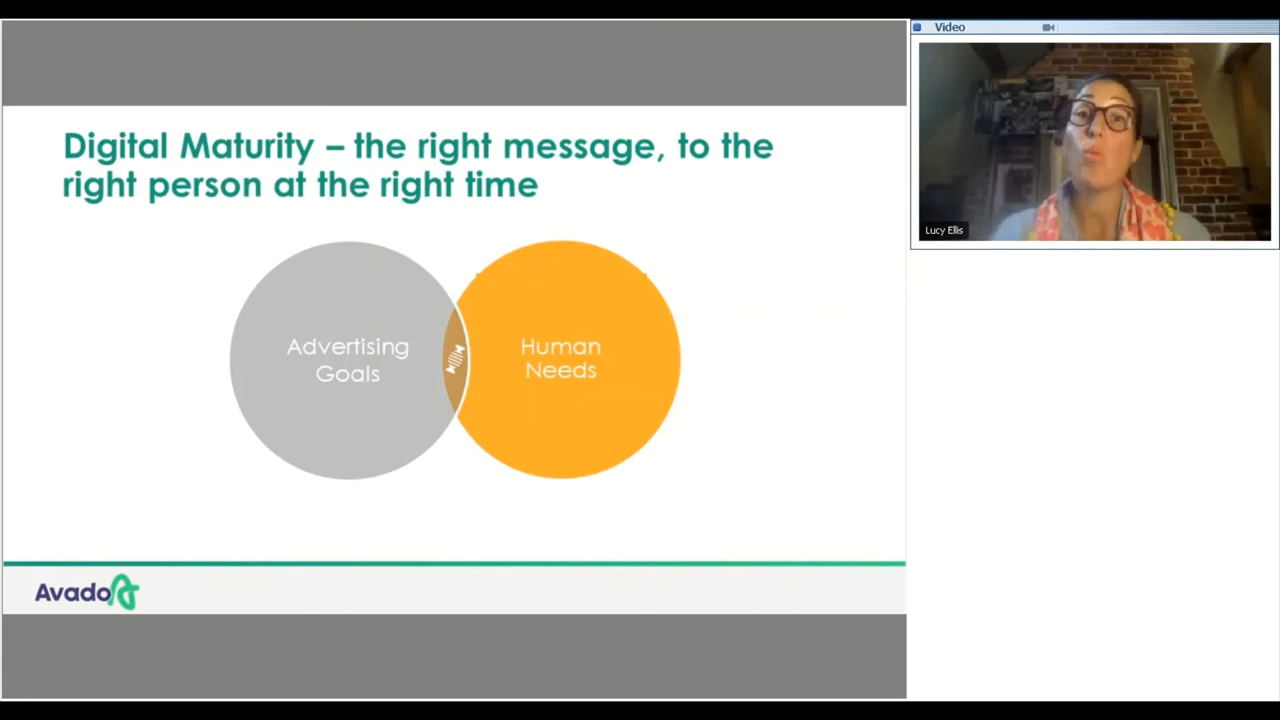 Video
Digital Maturity – the right message, to the
right person at the right time
Advertising
Goals
Human
Needs
Lucy Ellis
Avado